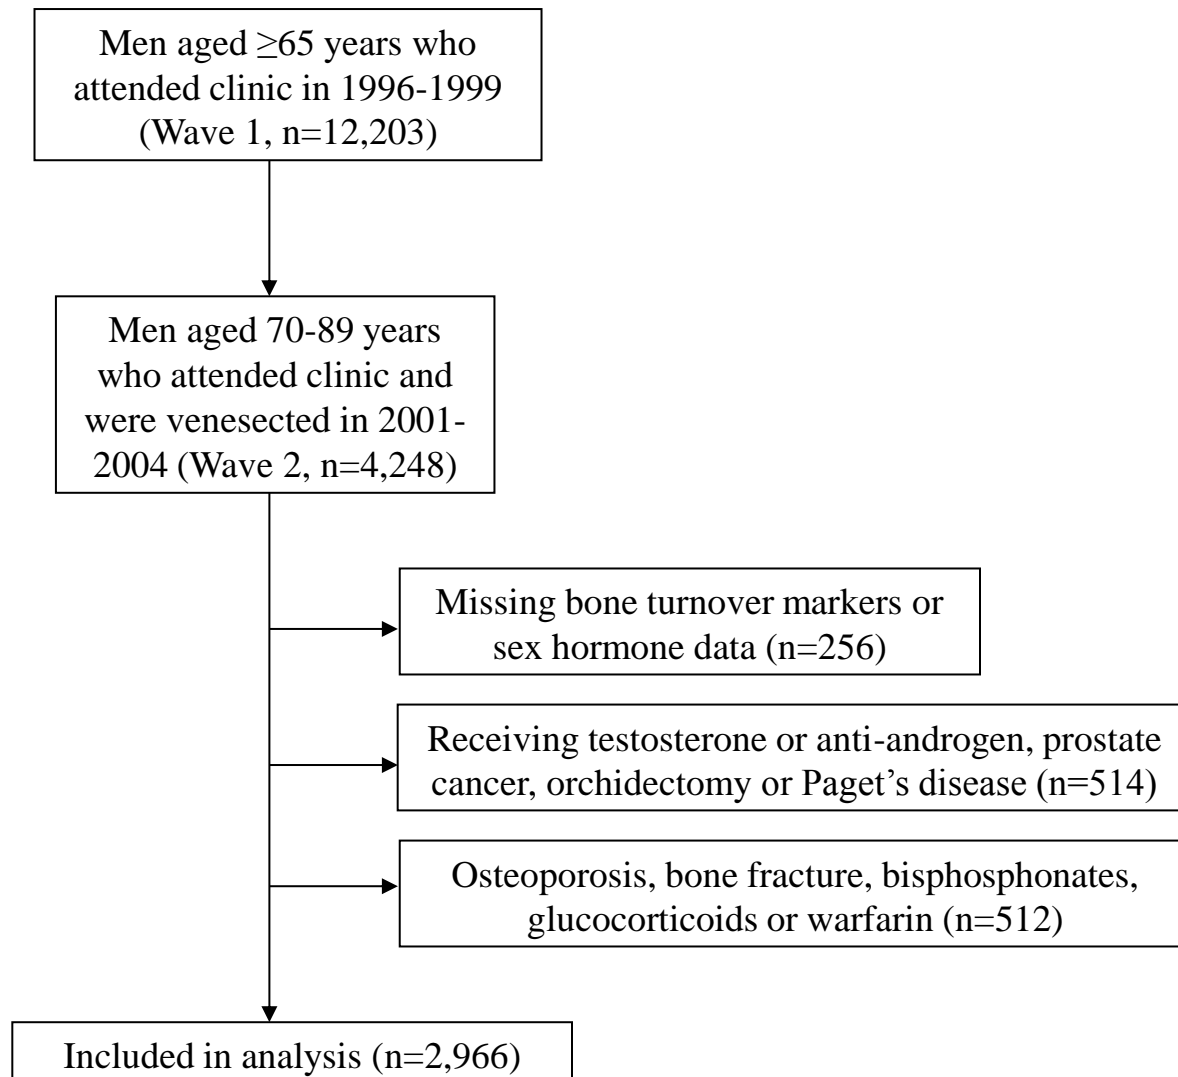 Men aged ≥65 years who
attended clinic in 1996-1999
(Wave 1, n=12,203)
Men aged 70-89 years
who attended clinic and
were venesected in 2001-
2004 (Wave 2, n=4,248)
Missing bone turnover markers or
sex hormone data (n=256)
Receiving testosterone or anti-androgen, prostate
cancer, orchidectomy or Paget’s disease (n=514)
Osteoporosis, bone fracture, bisphosphonates,
glucocorticoids or warfarin (n=512)
Included in analysis (n=2,966)